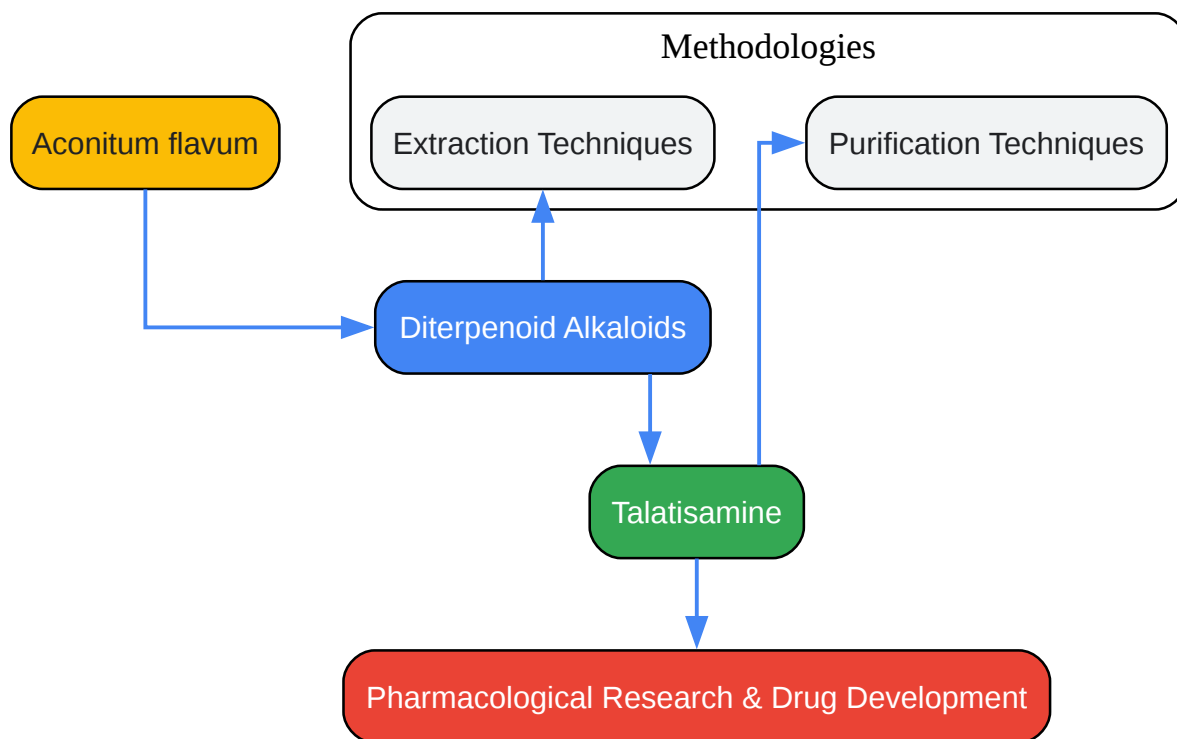 Methodologies
Aconitum flavum
Extraction Techniques
Purification Techniques
Diterpenoid Alkaloids
Talatisamine
Pharmacological Research & Drug Development